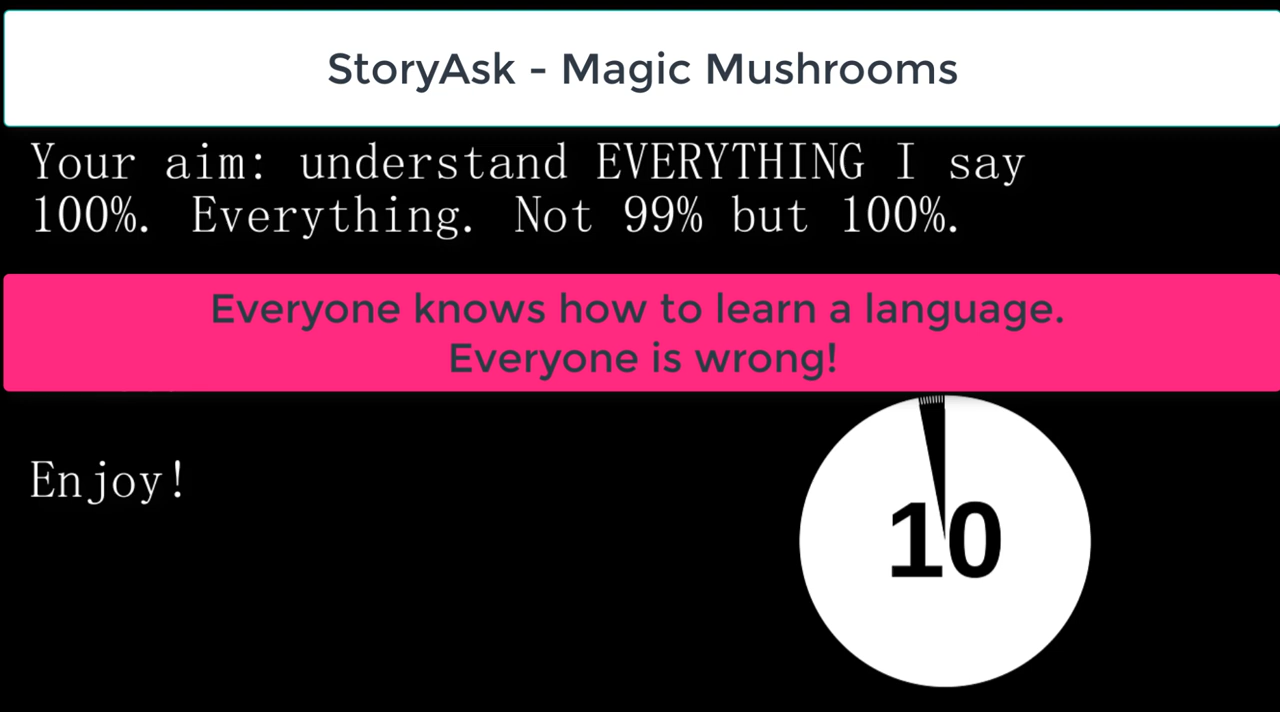 StoryAsk - Magic Mushrooms
Your aim: understand EVERYTHING I say
100%. Everything. Not 99% but 100%.
Everyone knows how to learn a language.
Everyone is wrong!
Enjoy!
10